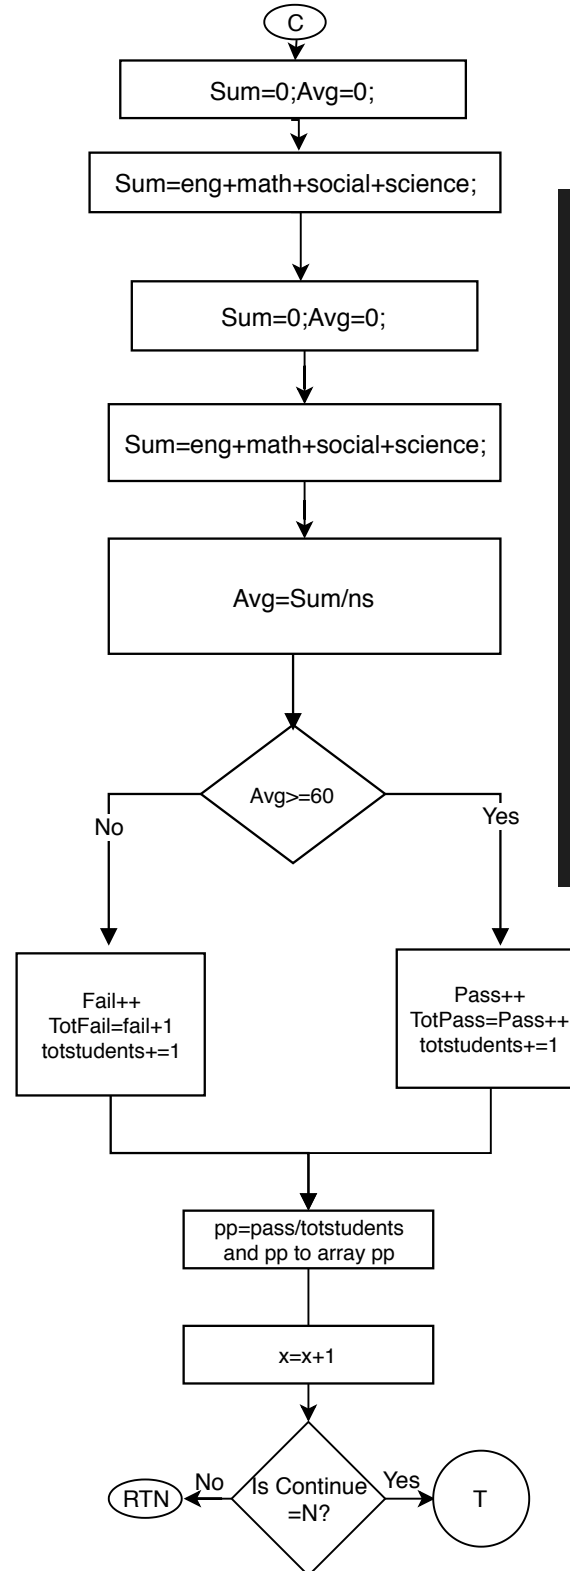 C
Sum=0;Avg=0;
Sum=eng+math+social+science;
Sum=0;Avg=0;
Sum=eng+math+social+science;
Avg=Sum/ns
Avg>=60
No
Yes
Fail++
TotFail=fail+1
totstudents+=1
Pass++
TotPass=Pass++
totstudents+=1
pp=pass/totstudents
and pp to array pp
x=x+1
Is Continue
=N?
No
Yes
RTN
T